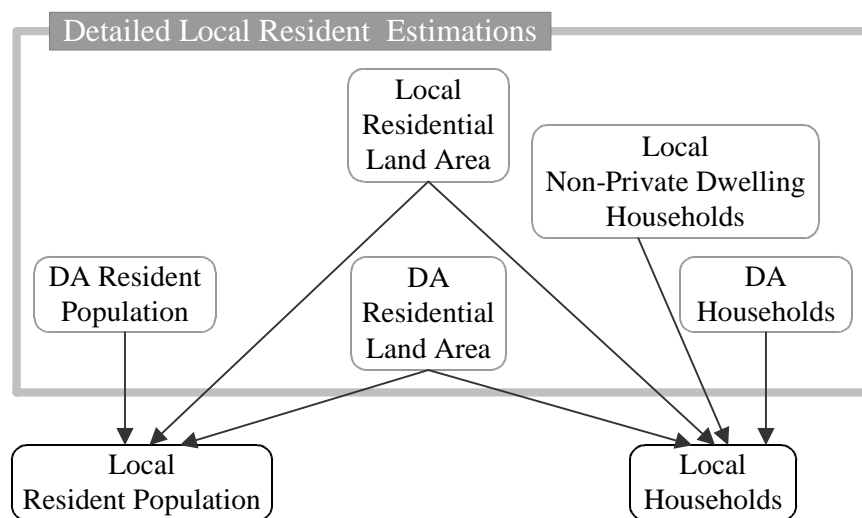 Detailed Local Resident Estimations
Local
Residential
Land Area
Local
Non-Private Dwelling
Households
DA Resident
Population
DA
Residential
Land Area
DA
Households
Local
Resident Population
Local
Households